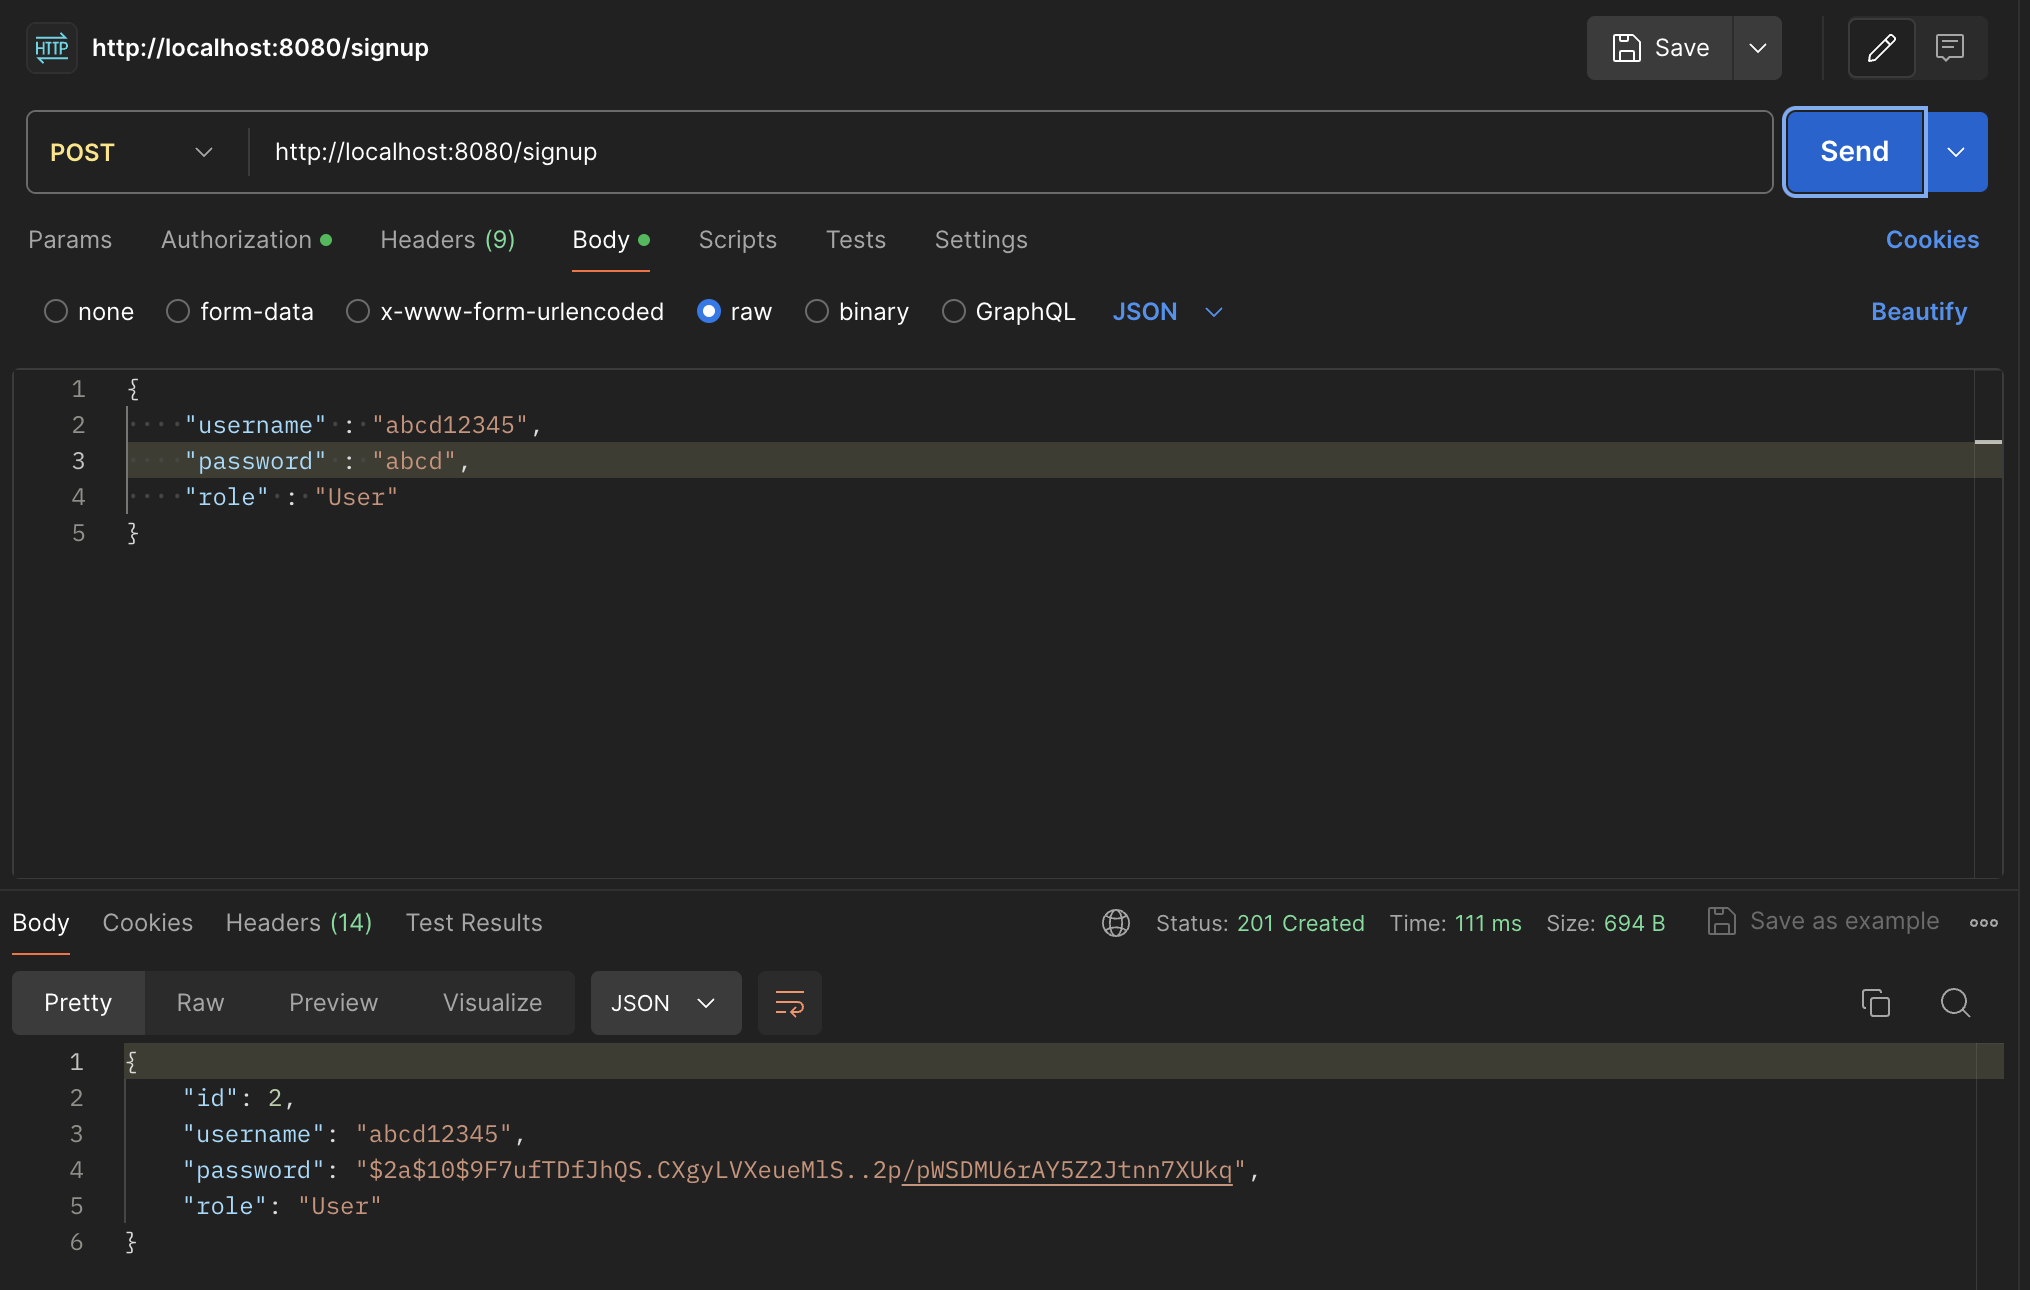 HTTP http://localhost:8080/signup Save
POST http://localhost:8080/signup Send
Params Authorization Headers (9) Body Scripts Tests Settings Cookies
none form-data x-www-form-urlencoded raw binary GraphQL JSON Beautify
1 {
2 "username" : "abcd12345",
3 "password" : "abcd",
4 "role" : "User"
5 }
Body Cookies Headers (14) Test Results Status: 201 Created Time: 111 ms Size: 694 B Save as example
Pretty Raw Preview Visualize JSON
1 {
2 "id": 2,
3 "username": "abcd12345",
4 "password": "$2a$10$9F7ufTDfJhQS.CXgyLVXeueMlS..2p/pWSDMU6rAY5Z2Jtnn7XUkq",
5 "role": "User"
6 }